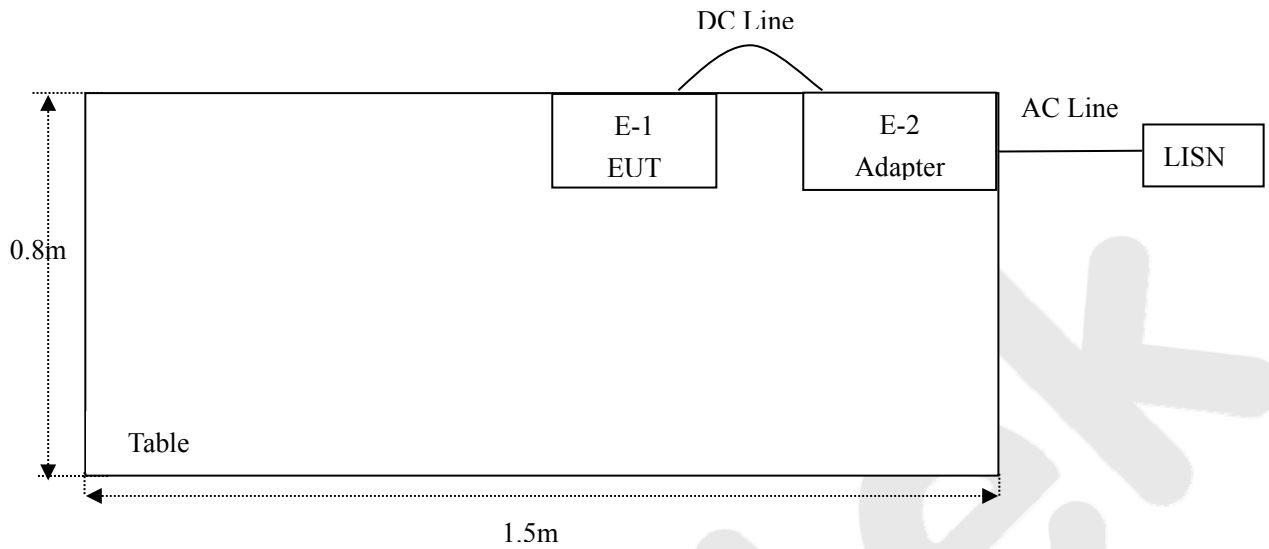 DC Line
E-1
EUT
E-2
Adapter
AC Line
LISN
0.8m
Table
1.5m